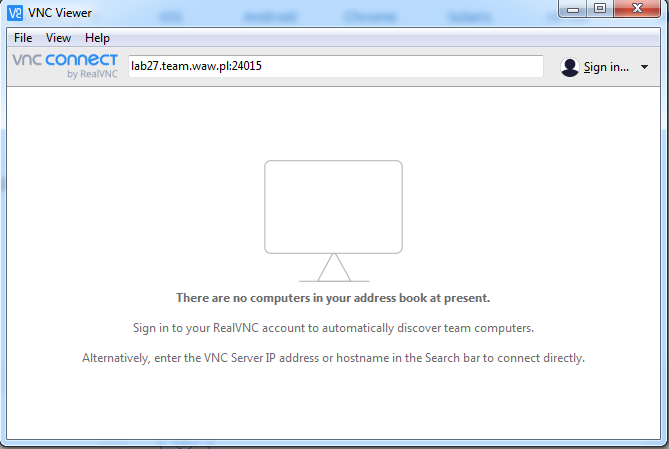 VNC Viewer
File View Help
VNC CONNECT
by RealVNC
lab27.team.waw.pl:24015
Sign in...
There are no computers in your address book at present.
Sign in to your RealVNC account to automatically discover team computers.
Alternatively, enter the VNC Server IP address or hostname in the Search bar to connect directly.